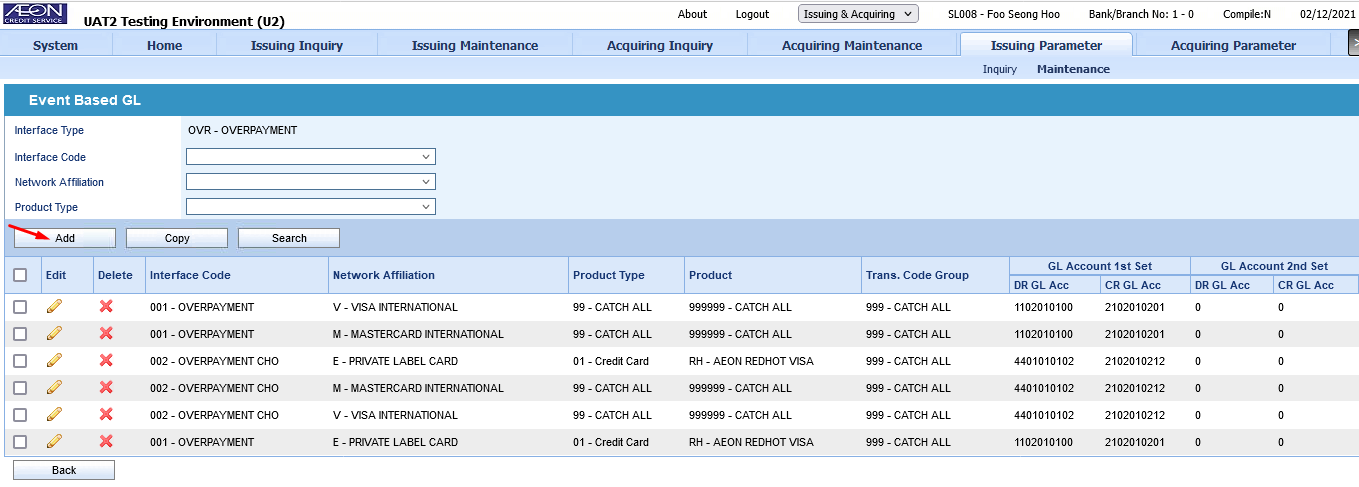 ÆON
CREDIT SERVICE
UAT2 Testing Environment (U2)
About Logout Issuing & Acquiring SL008 - Foo Seong Hoo Bank/Branch No: 1 - 0 Compile:N 02/12/2021
System Home Issuing Inquiry Issuing Maintenance Acquiring Inquiry Acquiring Maintenance Issuing Parameter Acquiring Parameter >
Inquiry Maintenance
Event Based GL
Interface Type OVR - OVERPAYMENT
Interface Code
Network Affiliation
Product Type
Add Copy Search
Edit Delete Interface Code Network Affiliation Product Type Product Trans. Code Group GL Account 1st Set GL Account 2nd Set
DR GL Acc CR GL Acc DR GL Acc CR GL Acc
001 - OVERPAYMENT V - VISA INTERNATIONAL 99 - CATCH ALL 999999 - CATCH ALL 999 - CATCH ALL 1102010100 2102010201 0 0
001 - OVERPAYMENT M - MASTERCARD INTERNATIONAL 99 - CATCH ALL 999999 - CATCH ALL 999 - CATCH ALL 1102010100 2102010201 0 0
002 - OVERPAYMENT CHO E - PRIVATE LABEL CARD 01 - Credit Card RH - AEON REDHOT VISA 999 - CATCH ALL 4401010102 2102010212 0 0
002 - OVERPAYMENT CHO M - MASTERCARD INTERNATIONAL 99 - CATCH ALL 999999 - CATCH ALL 999 - CATCH ALL 4401010102 2102010212 0 0
002 - OVERPAYMENT CHO V - VISA INTERNATIONAL 99 - CATCH ALL 999999 - CATCH ALL 999 - CATCH ALL 4401010102 2102010212 0 0
001 - OVERPAYMENT E - PRIVATE LABEL CARD 01 - Credit Card RH - AEON REDHOT VISA 999 - CATCH ALL 1102010100 2102010201 0 0
Back